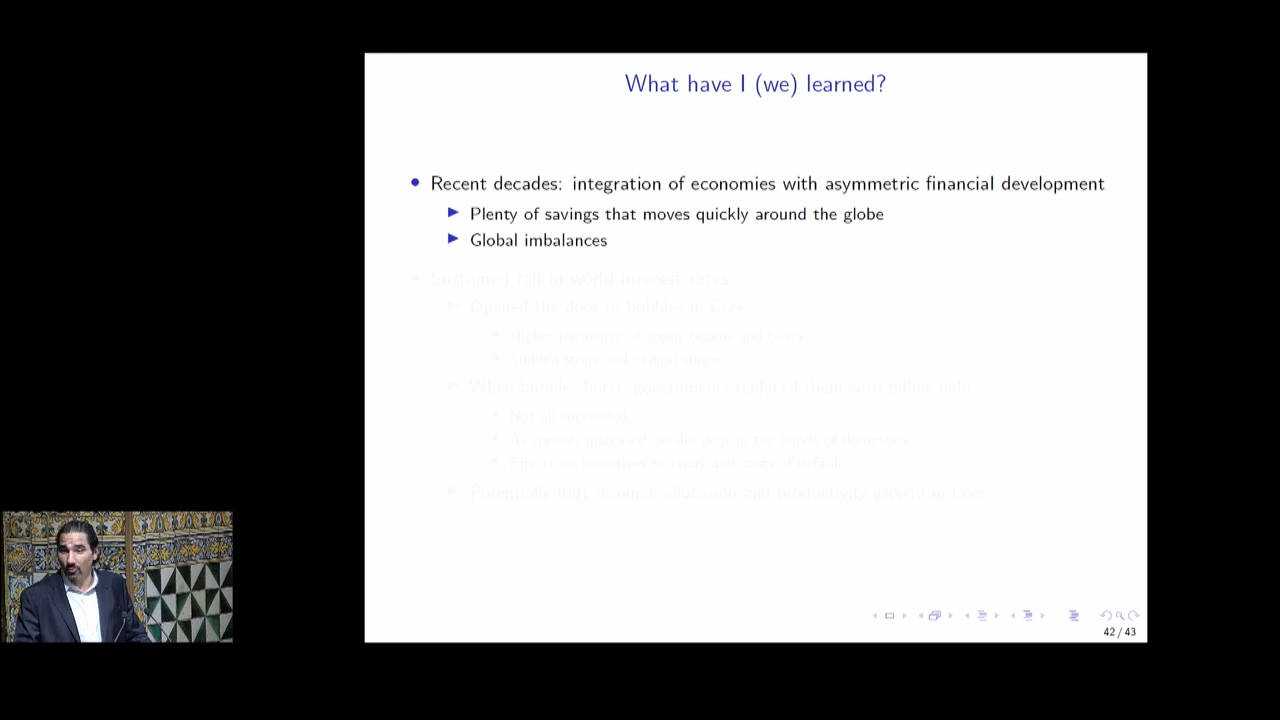 What have I (we) learned?
Recent decades: integration of economies with asymmetric financial development
Plenty of savings that moves quickly around the globe
Global imbalances
Sustained fall in world interest rates
Opened the door to bubbles in Core
Higher frequency of credit booms and busts
Sudden stops and capital surges
When bubbles burst, governments replaced them with public debt
Not all succeeded
As spreads increased, public debt in the hands of domestics
Effects on incentives to repay and costs of default
Potentially hurt resource allocation and productivity growth in Core
42 / 43